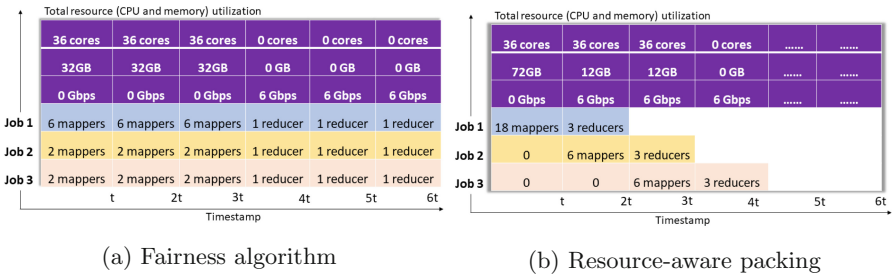 Total resource (CPU and memory) utilization
36 cores 36 cores 36 cores 0 cores 0 cores 0 cores
32GB 32GB 32GB 0 GB 0 GB 0 GB
0 Gbps 0 Gbps 0 Gbps 6 Gbps 6 Gbps 6 Gbps
Job 1 6 mappers 6 mappers 6 mappers 1 reducer 1 reducer 1 reducer
Job 2 2 mappers 2 mappers 2 mappers 1 reducer 1 reducer 1 reducer
Job 3 2 mappers 2 mappers 2 mappers 1 reducer 1 reducer 1 reducer
t 2t 3t 4t 5t 6t
Timestamp
(a) Fairness algorithm
Total resource (CPU and memory) utilization
36 cores 36 cores 36 cores 0 cores ...... ......
72GB 12GB 12GB 0 GB ...... ......
0 Gbps 6 Gbps 6 Gbps 6 Gbps ...... ......
Job 1 18 mappers 3 reducers
Job 2 0 6 mappers 3 reducers
Job 3 0 0 6 mappers 3 reducers
t 2t 3t 4t 5t 6t
Timestamp
(b) Resource-aware packing